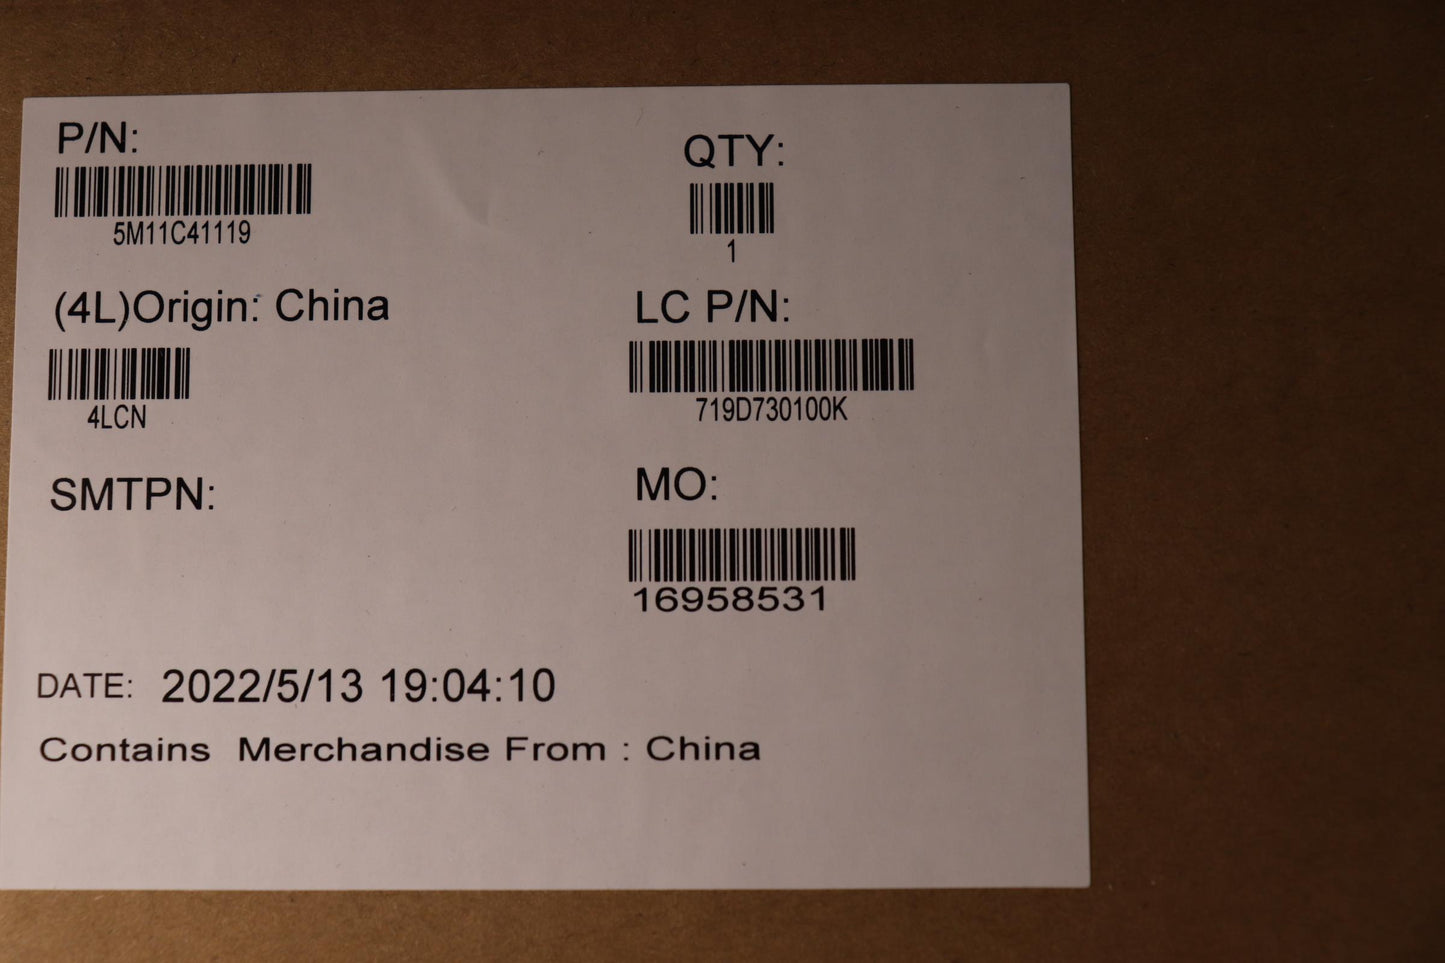 P/N:
5M11C41119
QTY:
1
(4L)Origin: China
4LCN
LC P/N:
719D730100K
SMTPN:
MO:
16958531
DATE: 2022/5/13 19:04:10
Contains Merchandise From : China